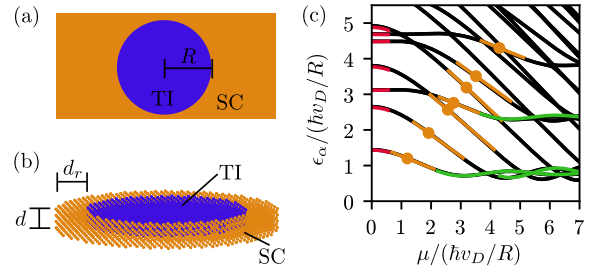 (a)
R
TI
SC
(b)
d_r
TI
d
SC
(c)
ϵ_α/(ℏv_D/R)
5
4
3
2
1
0
0 1 2 3 4 5 6 7
μ/(ℏv_D/R)